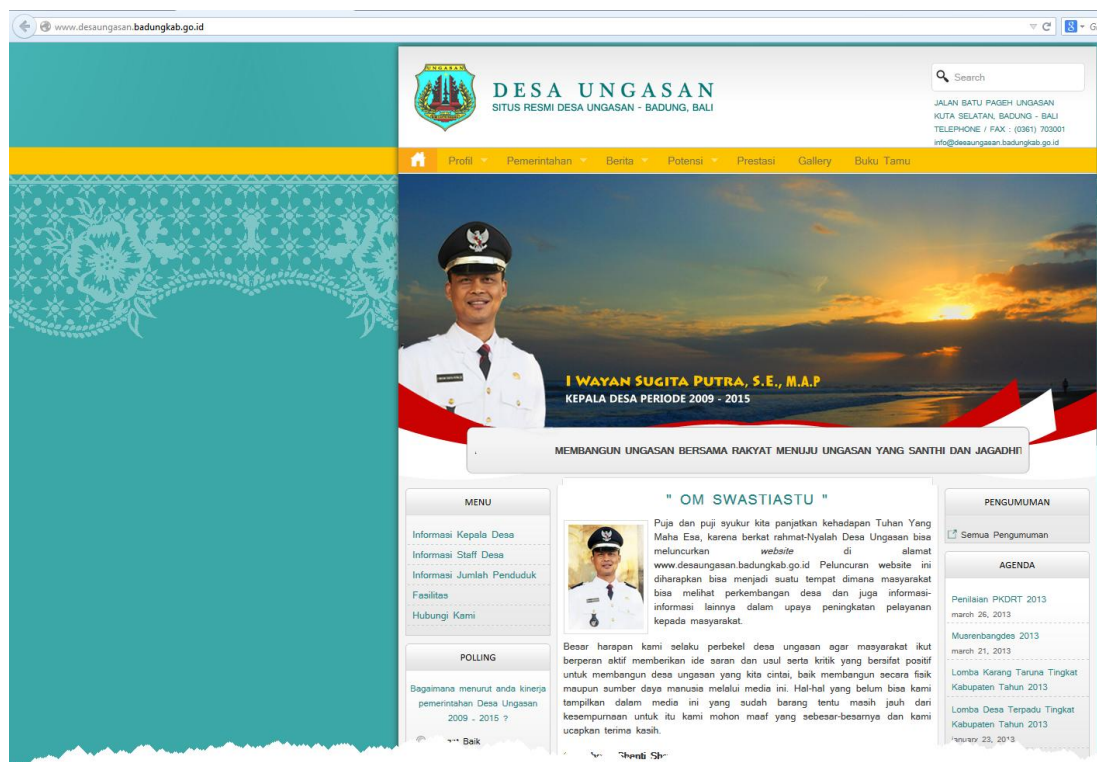 www.desaungasan.badungkab.go.id
UNGASAN
DESA UNGASAN
SITUS RESMI DESA UNGASAN - BADUNG, BALI
Search
JALAN BATU PAGEH UNGASAN
KUTA SELATAN, BADUNG - BALI
TELEPHONE / FAX : (0361) 703001
info@desaungasan.badungkab.go.id
Profil Pemerintahan Berita Potensi Prestasi Gallery Buku Tamu
I WAYAN SUGITA PUTRA, S.E., M.A.P
KEPALA DESA PERIODE 2009 - 2015
. MEMBANGUN UNGASAN BERSAMA RAKYAT MENUJU UNGASAN YANG SANTHI DAN JAGADHIT
MENU
Informasi Kepala Desa
Informasi Staff Desa
Informasi Jumlah Penduduk
Fasilitas
Hubungi Kami
POLLING
Bagaimana menurut anda kinerja
pemerintahan Desa Ungasan
2009 - 2015 ?
Baik
" OM SWASTIASTU "
Puja dan puji syukur kita panjatkan kehadapan Tuhan Yang
Maha Esa, karena berkat rahmat-Nyalah Desa Ungasan bisa
meluncurkan website di alamat
www.desaungasan.badungkab.go.id Peluncuran website ini
diharapkan bisa menjadi suatu tempat dimana masyarakat
bisa melihat perkembangan desa dan juga informasi-
informasi lainnya dalam upaya peningkatan pelayanan
kepada masyarakat.
Besar harapan kami selaku perbekel desa ungasan agar masyarakat ikut
berperan aktif memberikan ide saran dan usul serta kritik yang bersifat positif
untuk membangun desa ungasan yang kita cintai, baik membangun secara fisik
maupun sumber daya manusia melalui media ini. Hal-hal yang belum bisa kami
tampilkan dalam media ini yang sudah barang tentu masih jauh dari
kesempurnaan untuk itu kami mohon maaf yang sebesar-besarnya dan kami
ucapkan terima kasih.
PENGUMUMAN
Semua Pengumuman
AGENDA
Penilaian PKDRT 2013
march 26, 2013
Musrenbangdes 2013
march 21, 2013
Lomba Karang Taruna Tingkat
Kabupaten Tahun 2013
Lomba Desa Terpadu Tingkat
Kabupaten Tahun 2013
january 23, 2013